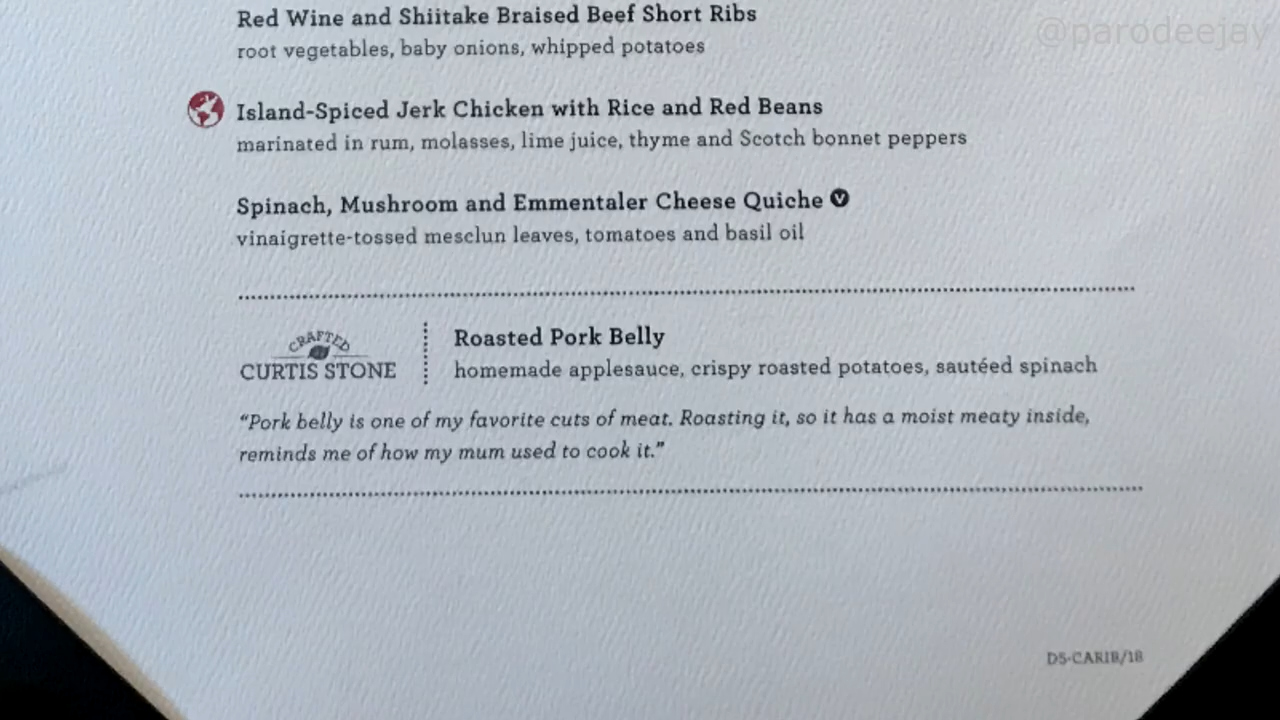 @parodeejay
Red Wine and Shiitake Braised Beef Short Ribs
root vegetables, baby onions, whipped potatoes
Island-Spiced Jerk Chicken with Rice and Red Beans
marinated in rum, molasses, lime juice, thyme and Scotch bonnet peppers
Spinach, Mushroom and Emmentaler Cheese Quiche V
vinaigrette-tossed mesclun leaves, tomatoes and basil oil
CRAFTED
CURTIS STONE
Roasted Pork Belly
homemade applesauce, crispy roasted potatoes, sautéed spinach
“Pork belly is one of my favorite cuts of meat. Roasting it, so it has a moist meaty inside,
reminds me of how my mum used to cook it.”
D5-CARIB/18